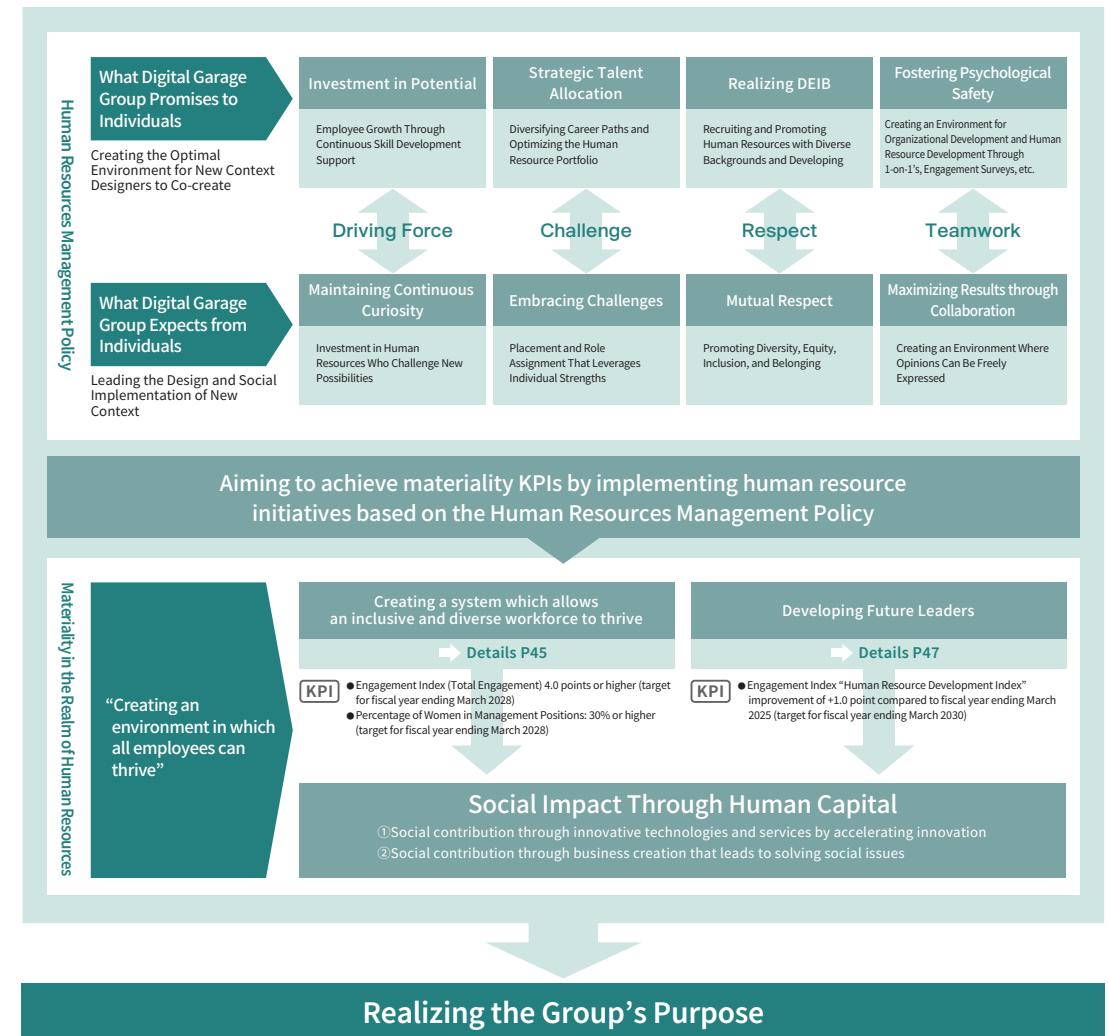 Human Resources Management Policy
What Digital Garage
Group Promises to
Individuals
Creating the Optimal
Environment for New Context
Designers to Co-create
Investment in Potential
Employee Growth Through
Continuous Skill Development
Support
Strategic Talent
Allocation
Diversifying Career Paths and
Optimizing the Human
Resource Portfolio
Realizing DEIB
Recruiting and Promoting
Human Resources with Diverse
Backgrounds and Developing
Fostering Psychological
Safety
Creating an Environment for
Organizational Development and Human
Resource Development Through
1-on-1's, Engagement Surveys, etc.
Driving Force
Challenge
Respect
Teamwork
What Digital Garage
Group Expects from
Individuals
Leading the Design and Social
Implementation of New
Context
Maintaining Continuous
Curiosity
Investment in Human
Resources Who Challenge New
Possibilities
Embracing Challenges
Placement and Role
Assignment That Leverages
Individual Strengths
Mutual Respect
Promoting Diversity, Equity,
Inclusion, and Belonging
Maximizing Results through
Collaboration
Creating an Environment Where
Opinions Can Be Freely
Expressed
Aiming to achieve materiality KPIs by implementing human resource
initiatives based on the Human Resources Management Policy
Materiality in the Realm of Human Resources
“Creating an
environment in which
all employees can
thrive”
Creating a system which allows
an inclusive and diverse workforce to thrive
Details P45
KPI
●Engagement Index (Total Engagement) 4.0 points or higher (target
for fiscal year ending March 2028)
●Percentage of Women in Management Positions: 30% or higher
(target for fiscal year ending March 2028)
Developing Future Leaders
Details P47
KPI
●Engagement Index “Human Resource Development Index”
improvement of +1.0 point compared to fiscal year ending March
2025 (target for fiscal year ending March 2030)
Social Impact Through Human Capital
①Social contribution through innovative technologies and services by accelerating innovation
②Social contribution through business creation that leads to solving social issues
Realizing the Group’s Purpose